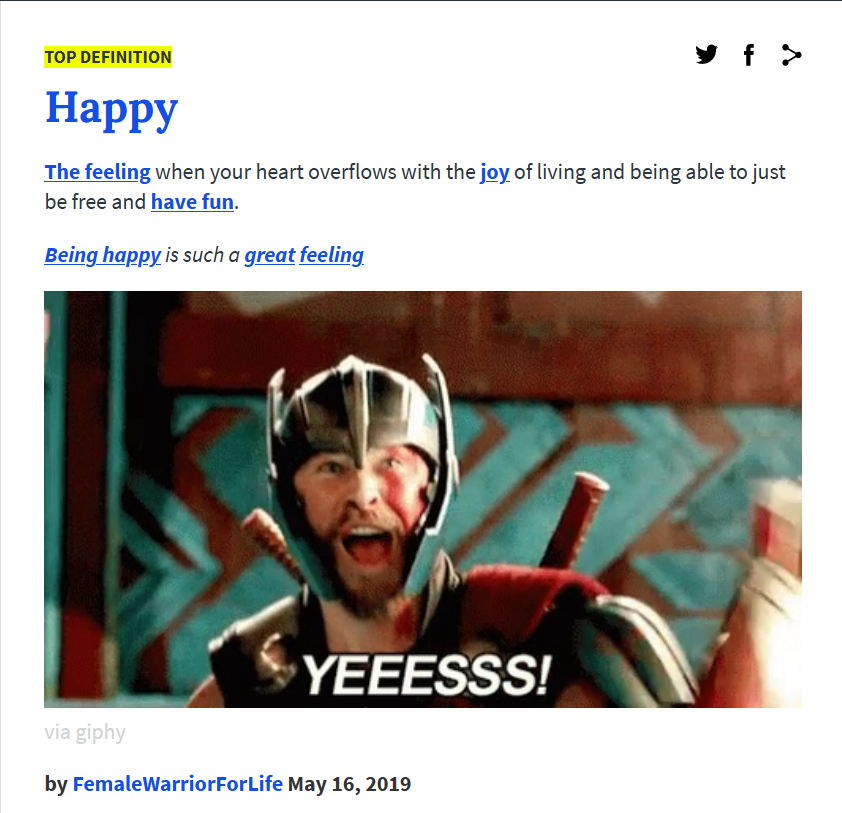 TOP DEFINITION
Happy
The feeling when your heart overflows with the joy of living and being able to just
be free and have fun.
Being happy is such a great feeling
YEEESSS!
via giphy
by FemaleWarriorForLife May 16, 2019